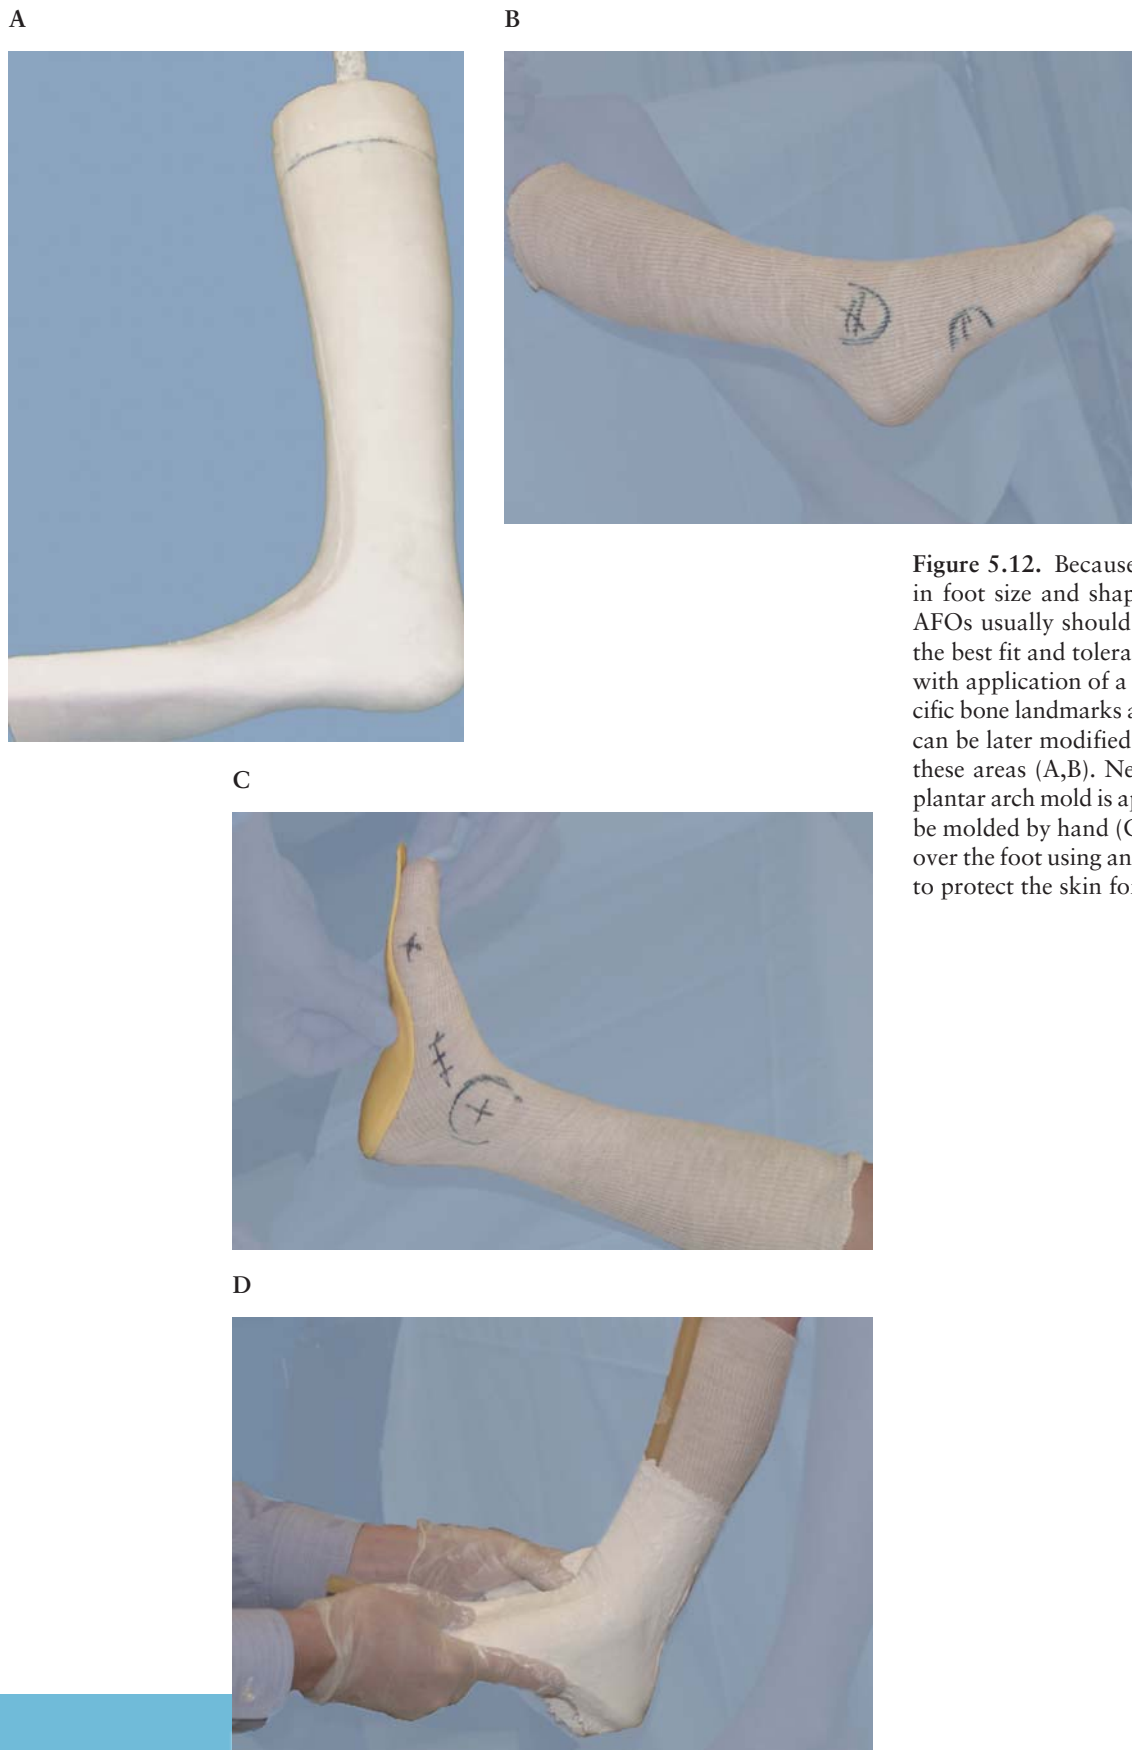 A
B
Figure 5.12. Because
in foot size and shap
AFOs usually should
the best fit and tolera
with application of a
cific bone landmarks a
can be later modified
these areas (A,B). Ne
plantar arch mold is ap
be molded by hand (C
over the foot using an
to protect the skin for
C
D